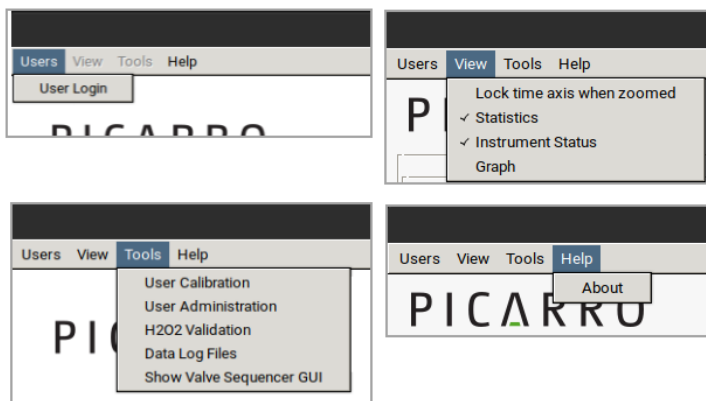 Users View Tools Help
User Login
PICARRO
Users View Tools Help
Lock time axis when zoomed
✓ Statistics
✓ Instrument Status
Graph
P
Users View Tools Help
User Calibration
User Administration
H2O2 Validation
Data Log Files
Show Valve Sequencer GUI
PI
Users View Tools Help
About
PICARRO